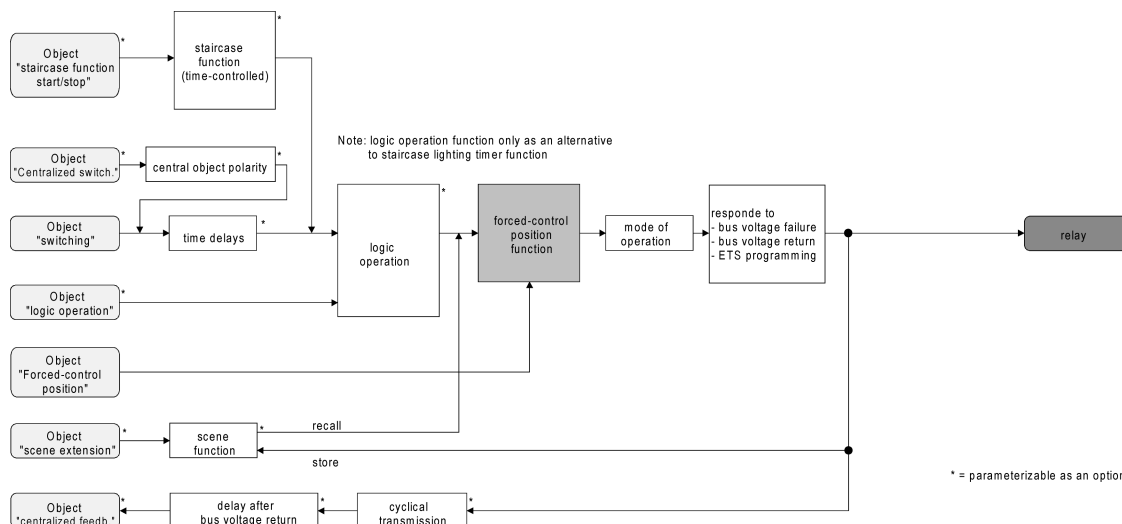 *
*
Object
"staircase function
start/stop"
staircase
function
(time-controlled)
Note: logic operation function only as an alternative
to staircase lighting timer function
Object
"Centralized switch."
*
central object polarity
*
Object
"switching"
time delays
*
logic
operation
*
forced-control
position
function
mode of
operation
responde to
- bus voltage failure
- bus voltage return
- ETS programming
relay
Object
"logic operation"
*
Object
"Forced-control
position"
Object
"scene extension"
*
scene
function
*
recall
store
* = parameterizable as an option
Object
"centralized feedb."
*
delay after
bus voltage return
*
cyclical
transmission
*